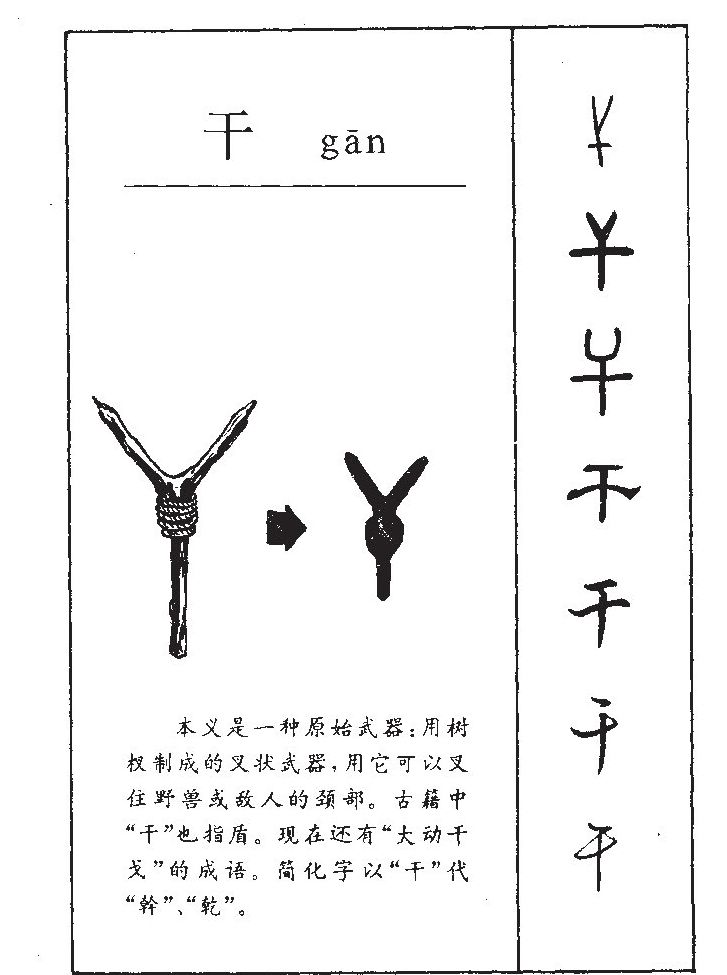 干 gān
本义是一种原始武器:用树
杈制成的叉状武器,用它可以叉
住野兽或敌人的颈部。古籍中
“干”也指盾。现在还有“大动干
戈”的成语。简化字以“干”代
“幹”、“乾”。